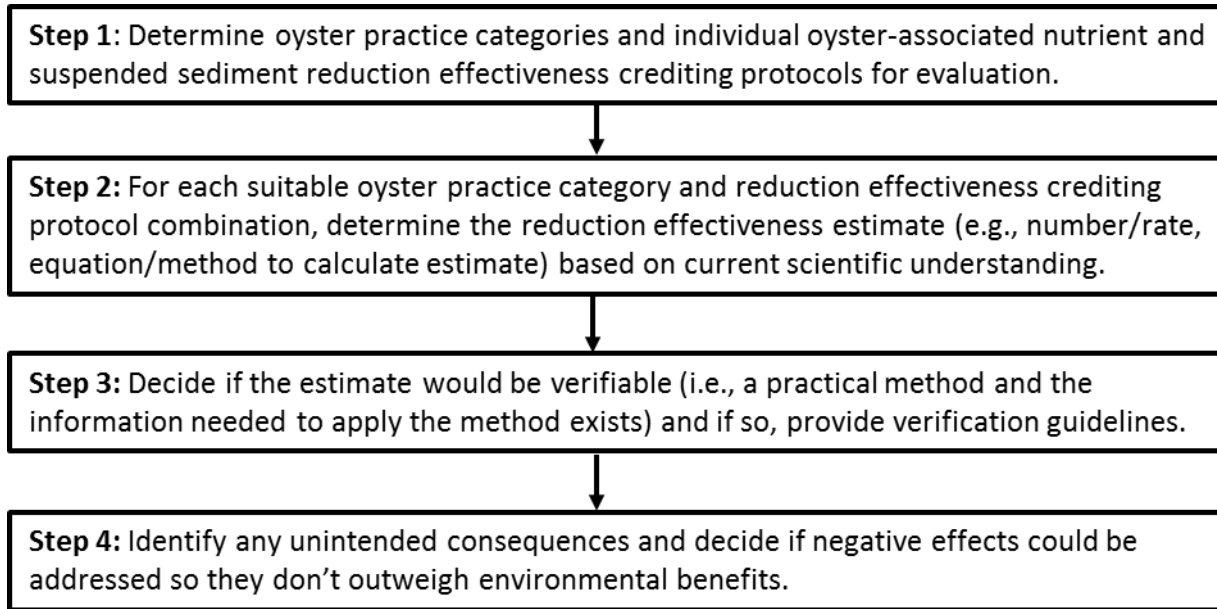 Step 1: Determine oyster practice categories and individual oyster-associated nutrient and
suspended sediment reduction effectiveness crediting protocols for evaluation.
Step 2: For each suitable oyster practice category and reduction effectiveness crediting
protocol combination, determine the reduction effectiveness estimate (e.g., number/rate,
equation/method to calculate estimate) based on current scientific understanding.
Step 3: Decide if the estimate would be verifiable (i.e., a practical method and the
information needed to apply the method exists) and if so, provide verification guidelines.
Step 4: Identify any unintended consequences and decide if negative effects could be
addressed so they don’t outweigh environmental benefits.